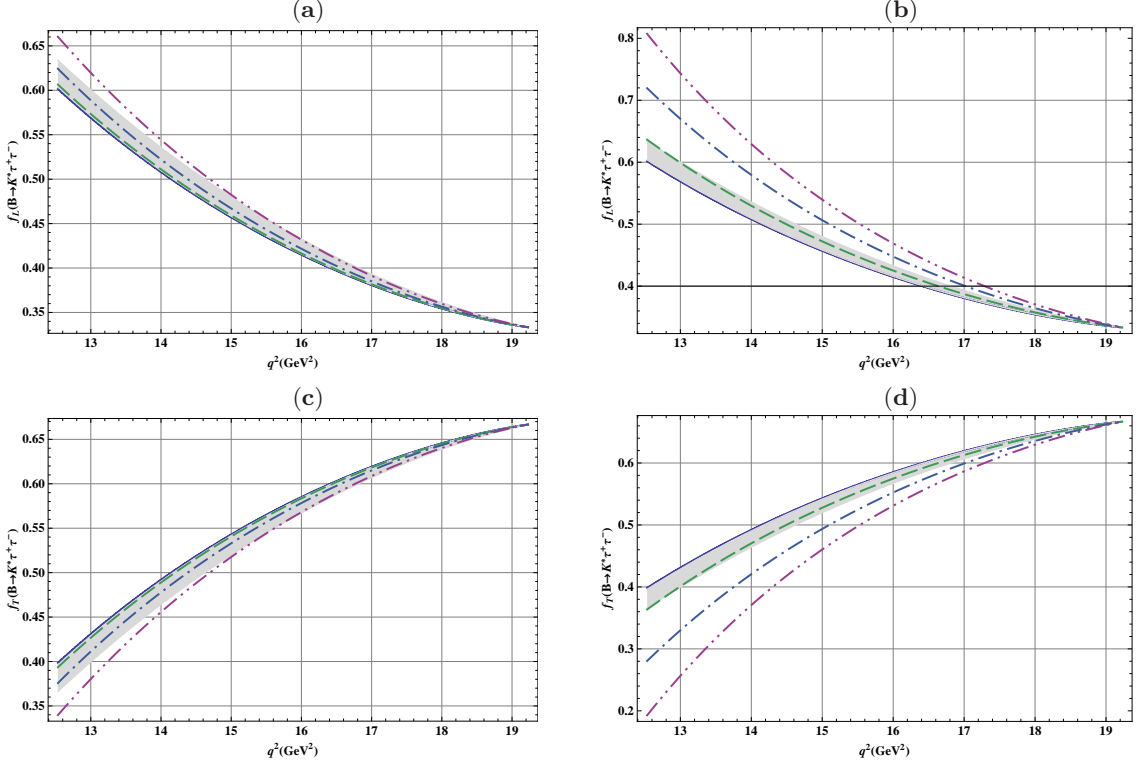 (a)
0.65
0.60
0.55
0.50
0.45
0.40
0.35
f_L(B→K*τ⁺τ⁻)
13 14 15 16 17 18 19
q²(GeV²)
(b)
0.8
0.7
0.6
0.5
0.4
f_L(B→K*τ⁺τ⁻)
13 14 15 16 17 18 19
q²(GeV²)
(c)
0.65
0.60
0.55
0.50
0.45
0.40
0.35
f_T(B→K*τ⁺τ⁻)
13 14 15 16 17 18 19
q²(GeV²)
(d)
0.6
0.5
0.4
0.3
0.2
f_T(B→K*τ⁺τ⁻)
13 14 15 16 17 18 19
q²(GeV²)